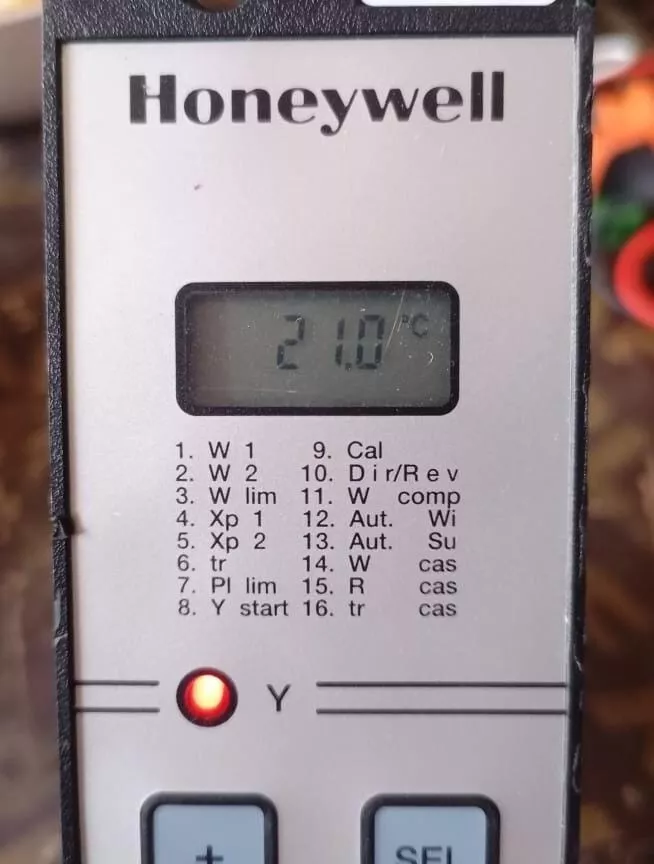 Honeywell
21.0 °C
1. W 1 9. Cal
2. W 2 10. Dir/Rev
3. W lim 11. W comp
4. Xp 1 12. Aut. Wi
5. Xp 2 13. Aut. Su
6. tr 14. W cas
7. PI lim 15. R cas
8. Y start 16. tr cas
Y
+ SEL